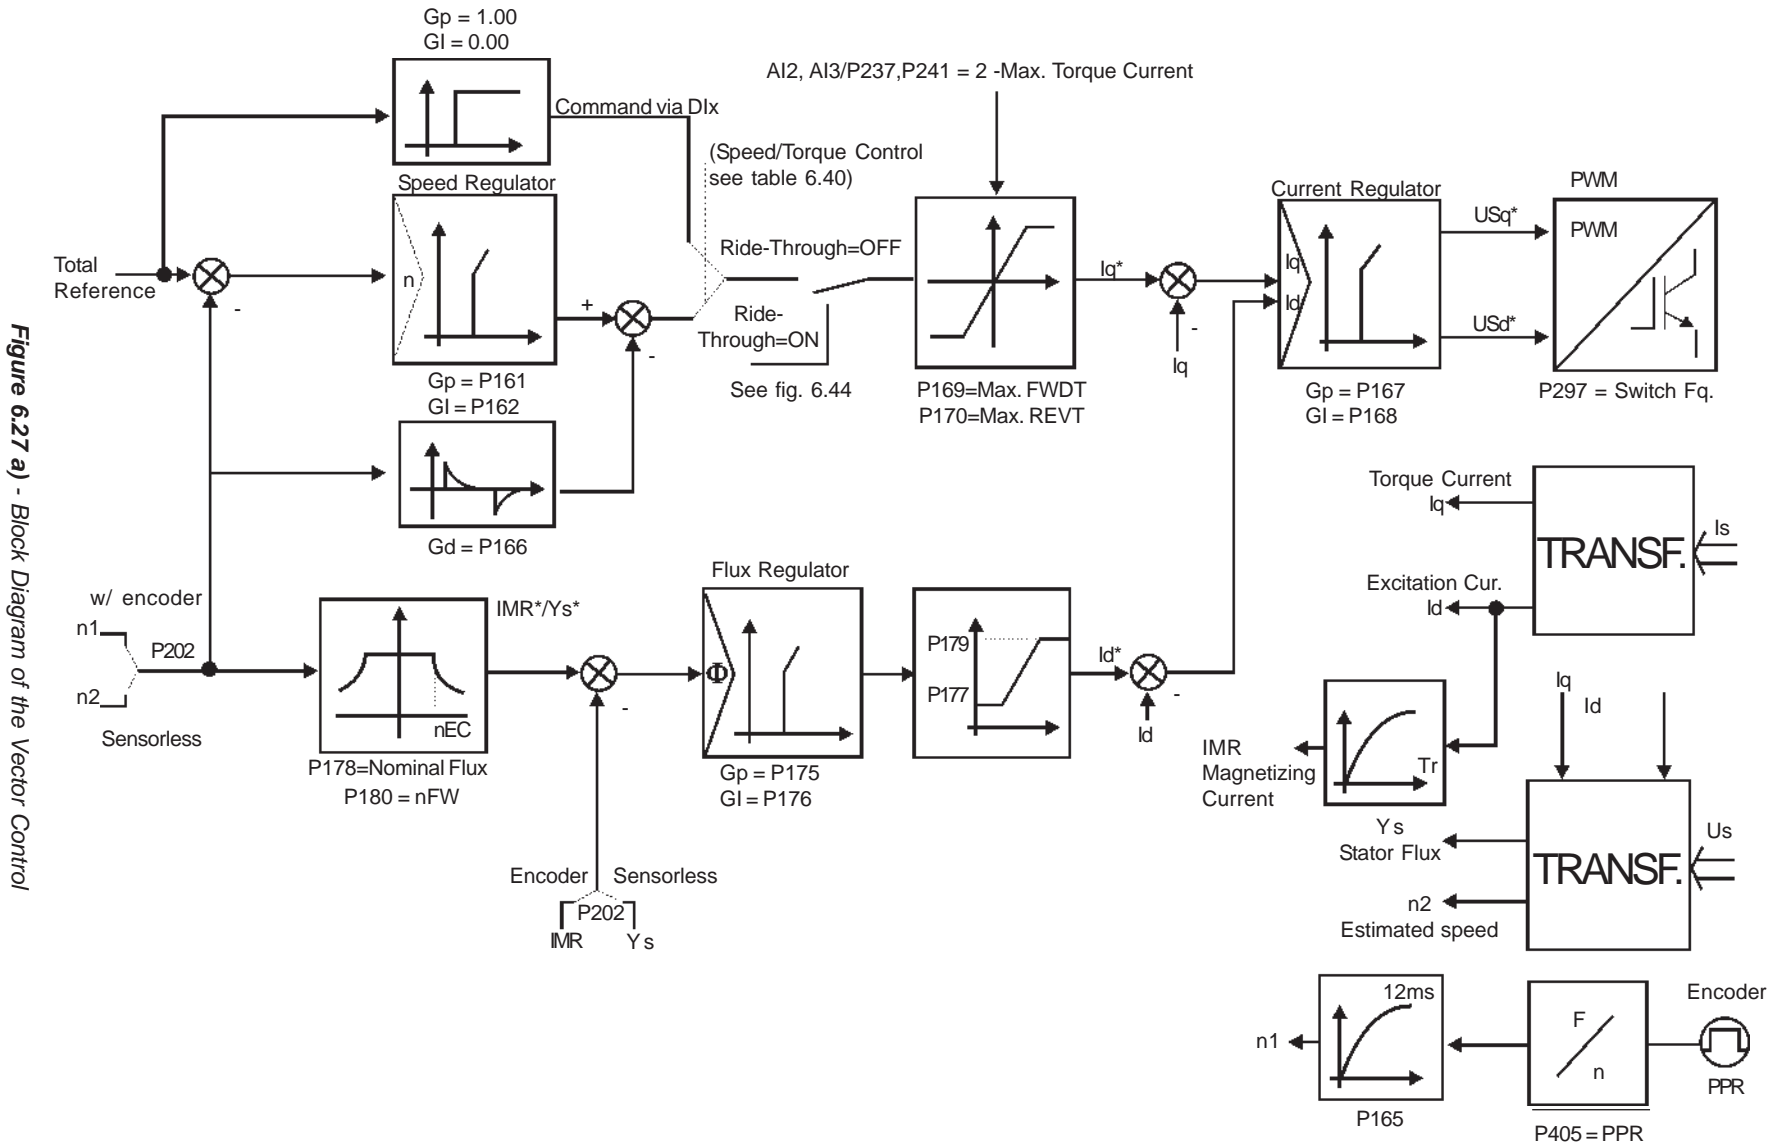 Gp = 1.00
GI = 0.00
Command via DIx
AI2, AI3/P237,P241 = 2 -Max. Torque Current
(Speed/Torque Control
see table 6.40)
Speed Regulator
n
Total
Reference
-
+
-
Gp = P161
GI = P162
Ride-Through=OFF
Ride-
Through=ON
See fig. 6.44
P169=Max. FWDT
P170=Max. REVT
Iq*
-
Iq
Current Regulator
Iq
Id
Gp = P167
GI = P168
USq*
USd*
PWM
PWM
P297 = Switch Fq.
Gd = P166
w/ encoder
n1
P202
n2
Sensorless
nEC
P178=Nominal Flux
P180 = nFW
IMR*/Ys*
-
Flux Regulator
Φ
Gp = P175
GI = P176
P179
P177
Id*
-
Id
Encoder
Sensorless
P202
IMR
Ys
Torque Current
Iq
TRANSF.
Is
Excitation Cur.
Id
IMR
Magnetizing
Current
Tr
Iq
Id
Ys
Stator Flux
TRANSF.
Us
n2
Estimated speed
n1
12ms
P165
F
n
P405=PPR
Encoder
PPR
Figure 6.27 a) - Block Diagram of the Vector Control